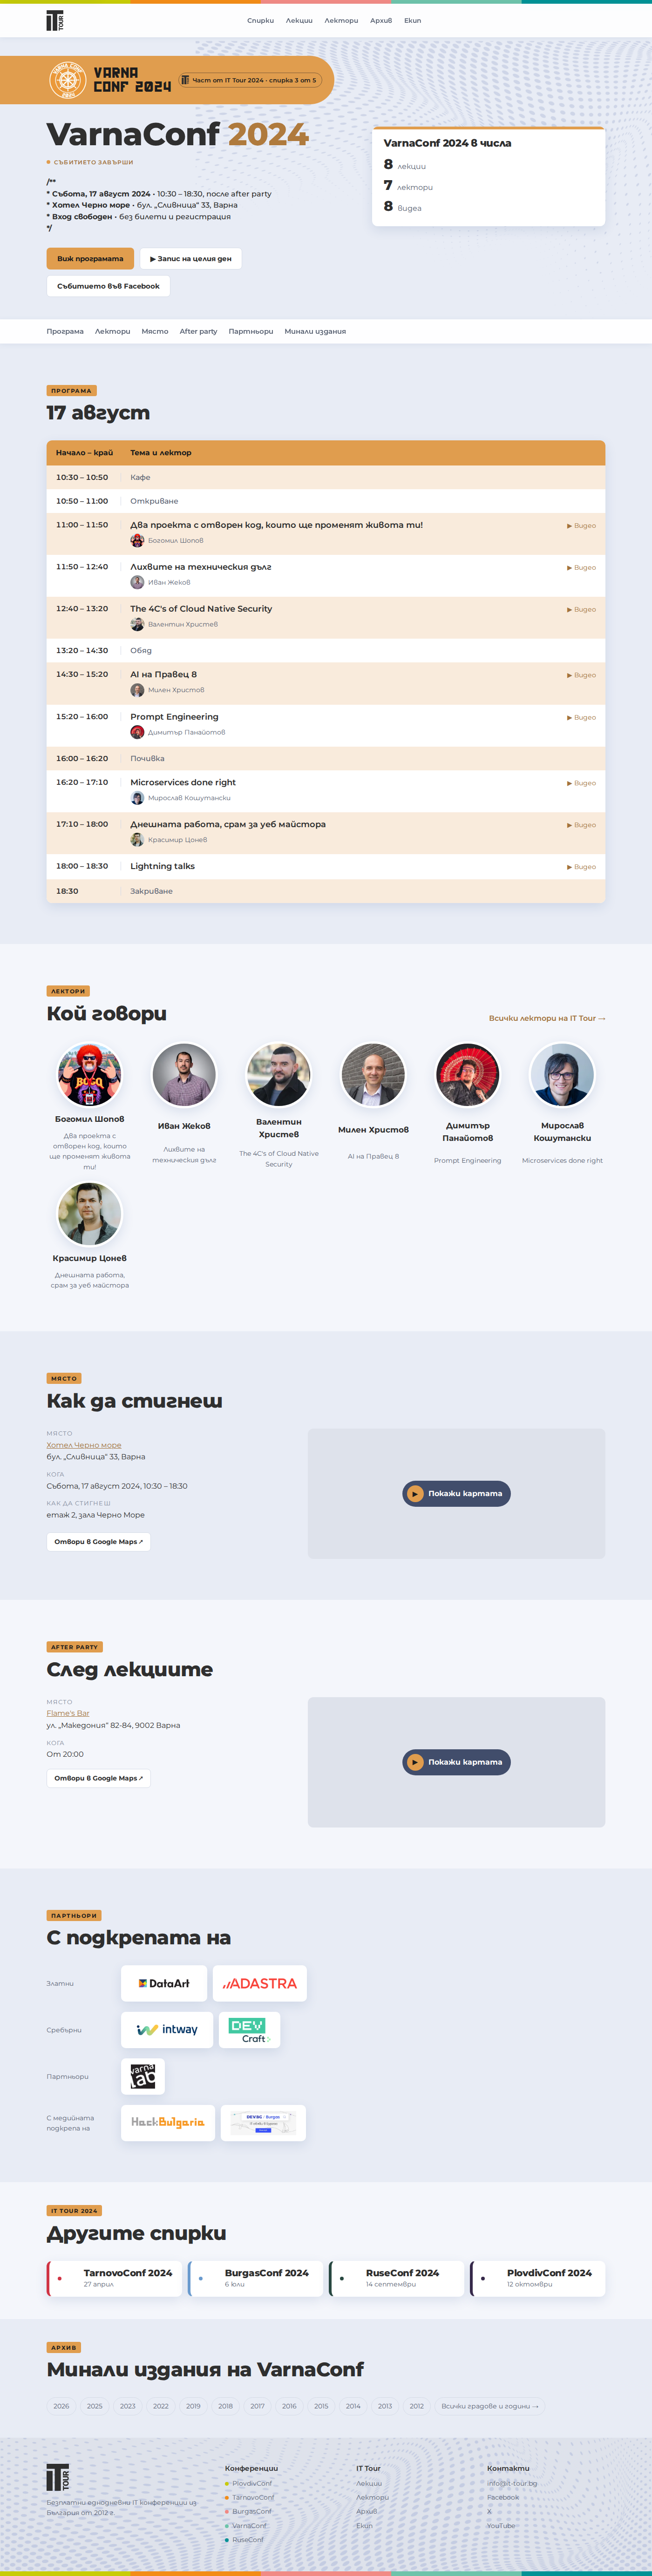 iT TOUR
Спирки Лекции Лектори Архив Екип
VARNA CONF 2024
VARNA
CONF 2024
Част от IT Tour 2024 · спирка 3 от 5
VarnaConf 2024
СЪБИТИЕТО ЗАВЪРШИ
/**
* Събота, 17 август 2024 · 10:30 – 18:30, после after party
* Хотел Черно море · бул. „Сливница“ 33, Варна
* Вход свободен · без билети и регистрация
*/
Виж програмата ▶ Запис на целия ден
Събитието във Facebook
VarnaConf 2024 в числа
8 лекции
7 лектори
8 видеа
Програма Лектори Място After party Партньори Минали издания
ПРОГРАМА
17 август
Начало – край Тема и лектор
10:30 – 10:50 Кафе
10:50 – 11:00 Откриване
11:00 – 11:50 Два проекта с отворен код, които ще променят живота ти! ▶ Видео
Богомил Шопов
11:50 – 12:40 Лихвите на техническия дълг ▶ Видео
Иван Жеков
12:40 – 13:20 The 4C's of Cloud Native Security ▶ Видео
Валентин Христев
13:20 – 14:30 Обяд
14:30 – 15:20 AI на Правец 8 ▶ Видео
Милен Христов
15:20 – 16:00 Prompt Engineering ▶ Видео
Димитър Панайотов
16:00 – 16:20 Почивка
16:20 – 17:10 Microservices done right ▶ Видео
Мирослав Кошутански
17:10 – 18:00 Днешната работа, срам за уеб майстора ▶ Видео
Красимир Цонев
18:00 – 18:30 Lightning talks ▶ Видео
18:30 Закриване
ЛЕКТОРИ
Кой говори
Всички лектори на IT Tour →
Богомил Шопов
Два проекта с отворен код, които ще променят живота ти!
Иван Жеков
Лихвите на техническия дълг
Валентин Христев
The 4C's of Cloud Native Security
Милен Христов
AI на Правец 8
Димитър Панайотов
Prompt Engineering
Мирослав Кошутански
Microservices done right
Красимир Цонев
Днешната работа, срам за уеб майстора
МЯСТО
Как да стигнеш
МЯСТО
Хотел Черно море
бул. „Сливница“ 33, Варна
КОГА
Събота, 17 август 2024, 10:30 – 18:30
КАК ДА СТИГНЕШ
етаж 2, зала Черно Море
Отвори в Google Maps ↗
▶ Покажи картата
AFTER PARTY
След лекциите
МЯСТО
Flame's Bar
ул. „Македония“ 82-84, 9002 Варна
КОГА
От 20:00
Отвори в Google Maps ↗
▶ Покажи картата
ПАРТНЬОРИ
С подкрепата на
Златни DataArt ADASTRA
Сребърни intway DEV Craft
Партньори varna lab
С медийната подкрепа на HackBulgaria DEV.BG Burgas
IT TOUR 2024
Другите спирки
TarnovoConf 2024
27 април
BurgasConf 2024
6 юли
RuseConf 2024
14 септември
PlovdivConf 2024
12 октомври
АРХИВ
Минали издания на VarnaConf
2026 2025 2023 2022 2019 2018 2017 2016 2015 2014 2013 2012 Всички градове и години →
iT TOUR
Безплатни еднодневни IT конференции из България от 2012 г.
Конференции
PlovdivConf
TarnovoConf
BurgasConf
VarnaConf
RuseConf
IT Tour
Лекции
Лектори
Архив
Екип
Контакти
info@it-tour.bg
Facebook
X
YouTube